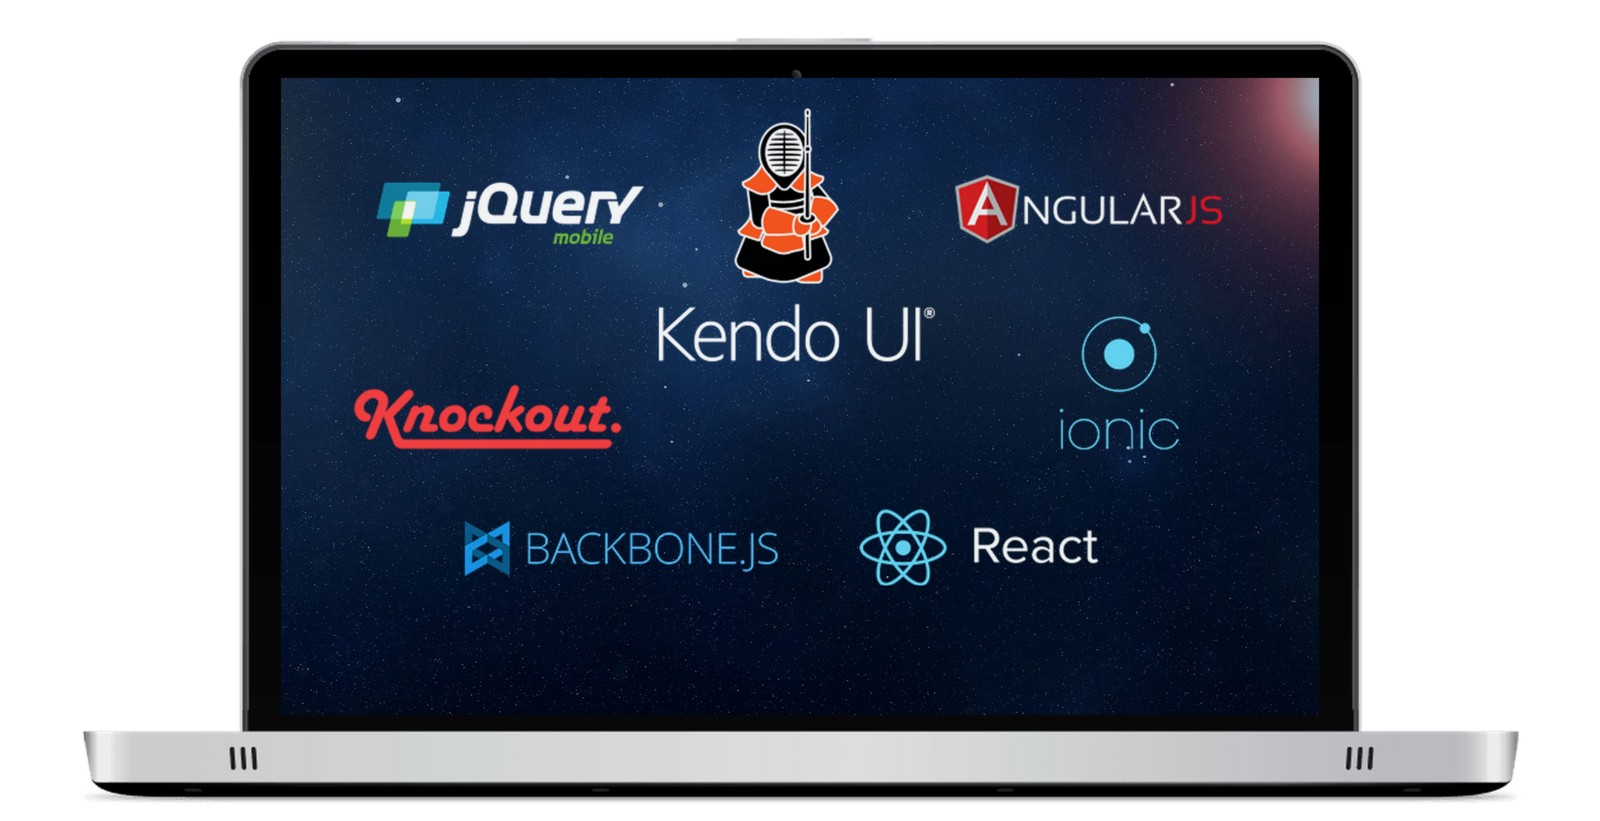 jQuery
mobile
ANGULARJS
Kendo UI®
Knockout.
ionic
BACKBONE.JS
React